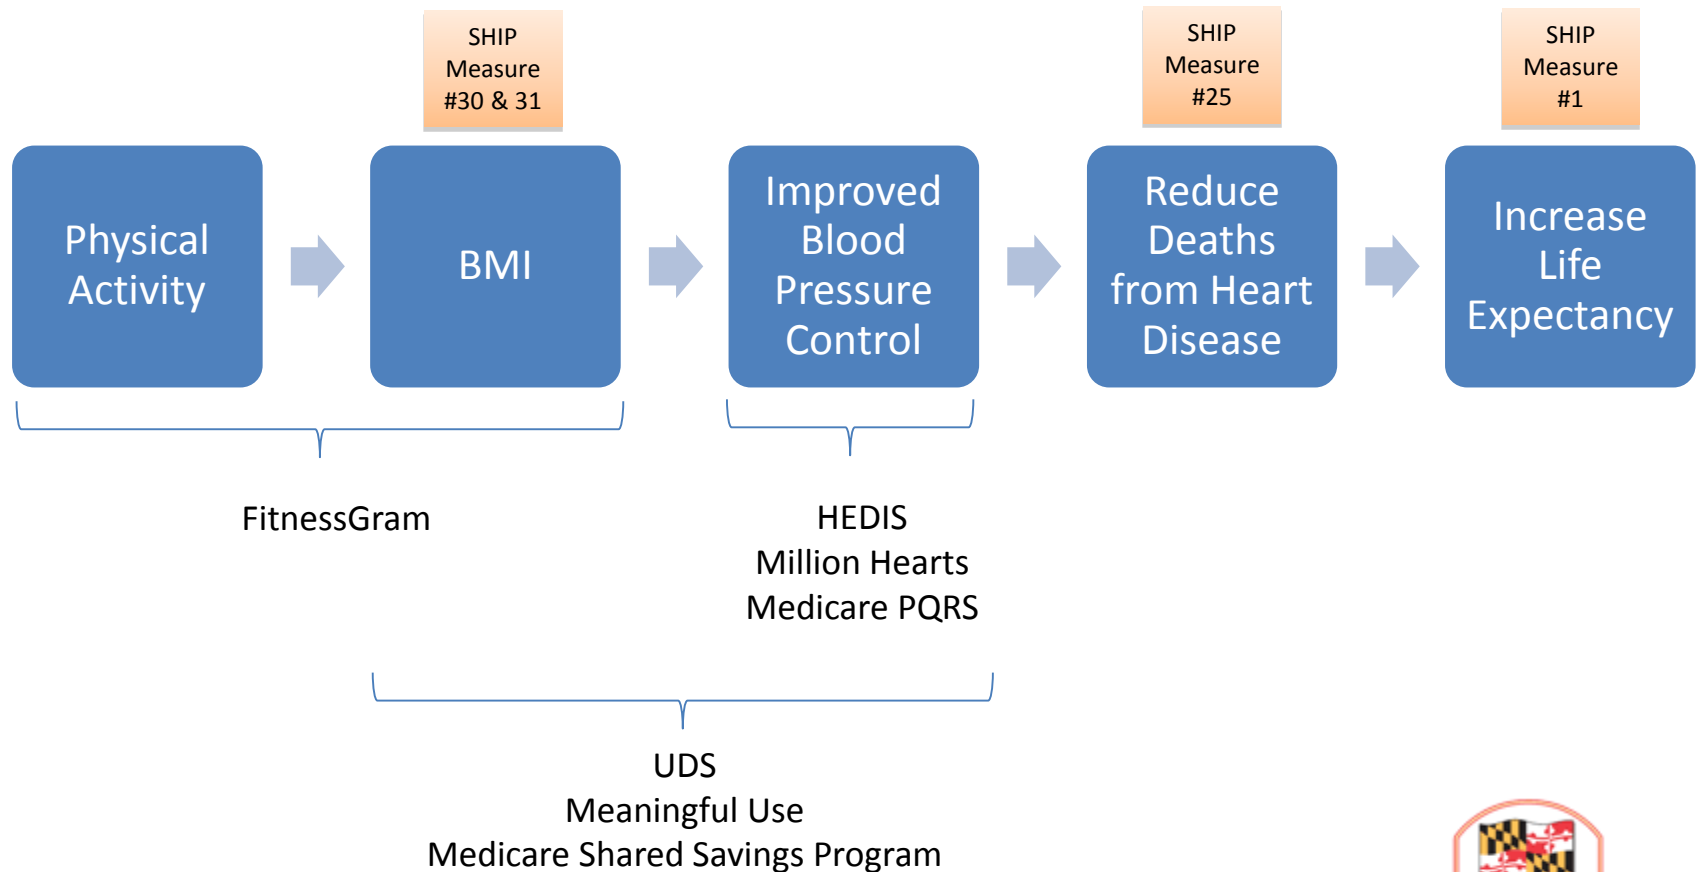 SHIP
Measure
#30 & 31
SHIP
Measure
#25
SHIP
Measure
#1
Physical
Activity
BMI
Improved
Blood
Pressure
Control
Reduce
Deaths
from Heart
Disease
Increase
Life
Expectancy
FitnessGram
HEDIS
Million Hearts
Medicare PQRS
UDS
Meaningful Use
Medicare Shared Savings Program